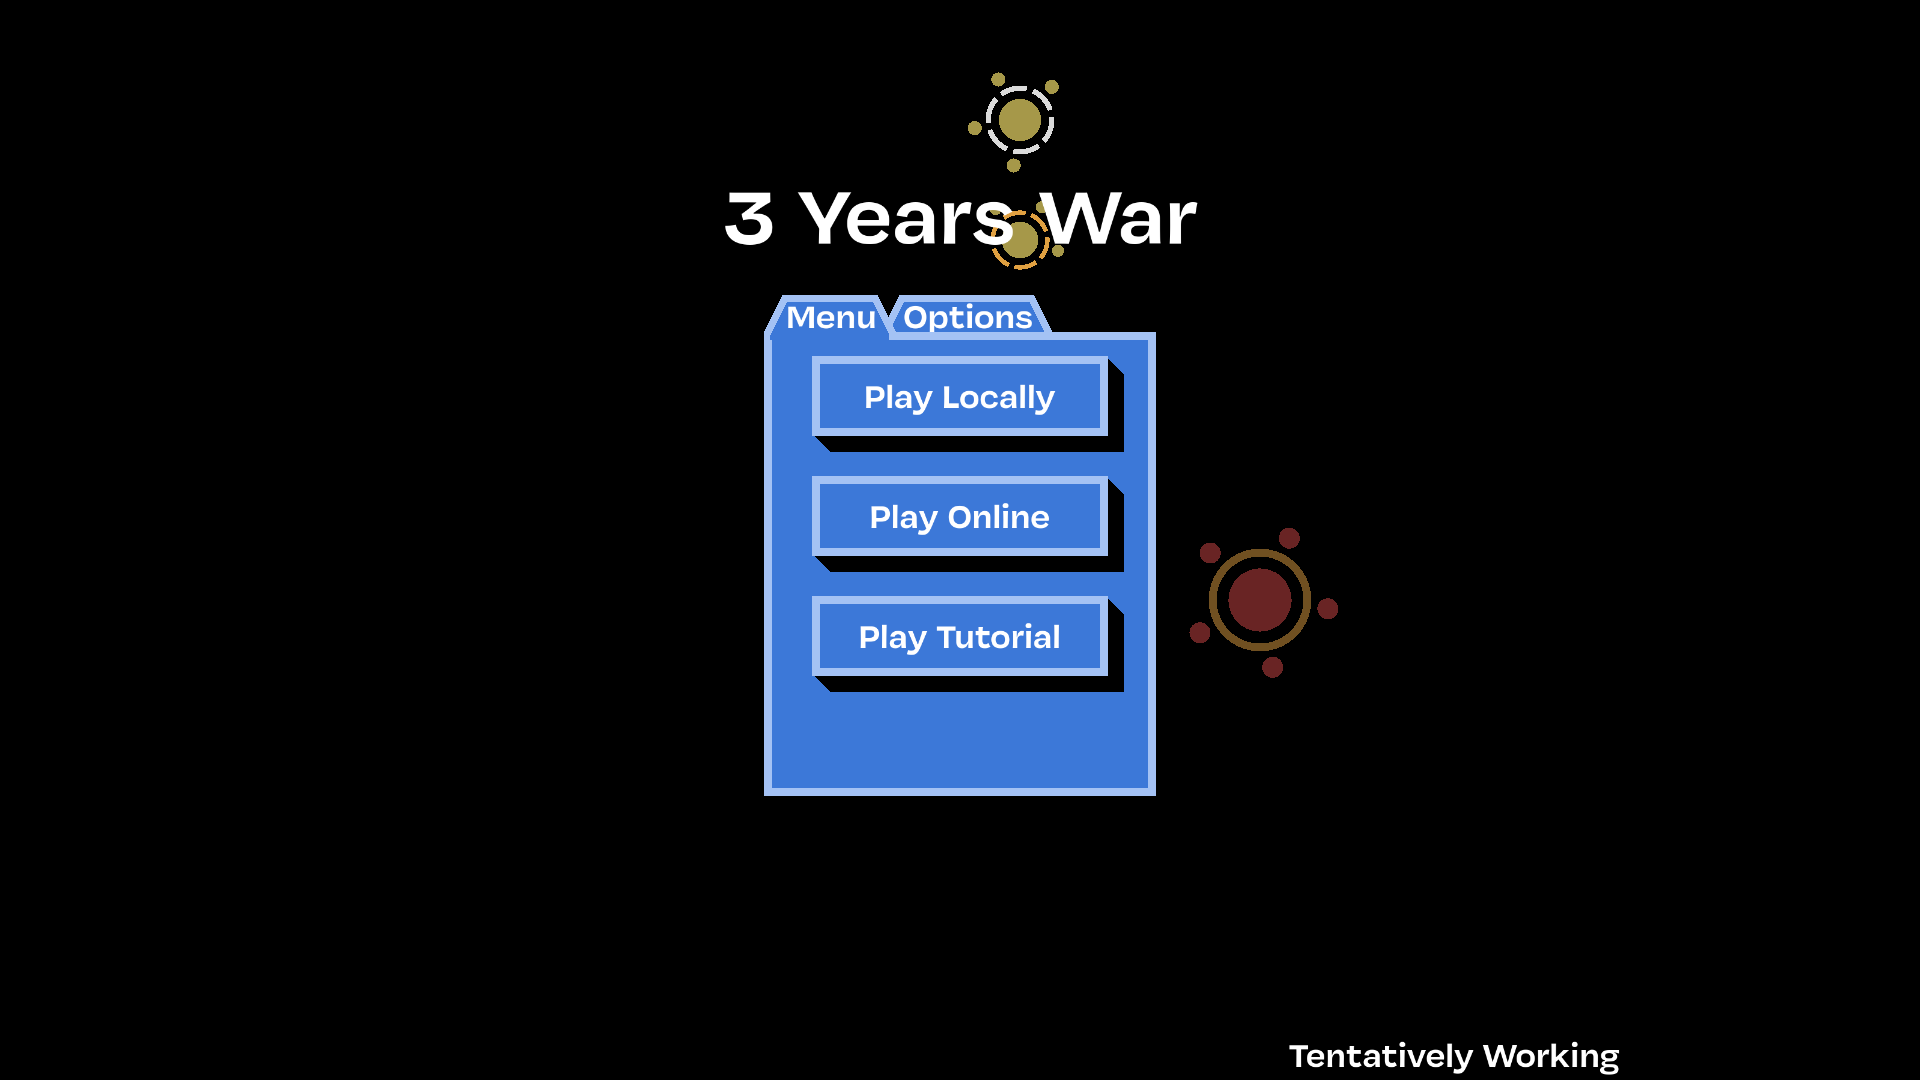 3 Years War
Menu
Options
Play Locally
Play Online
Play Tutorial
Tentatively Working